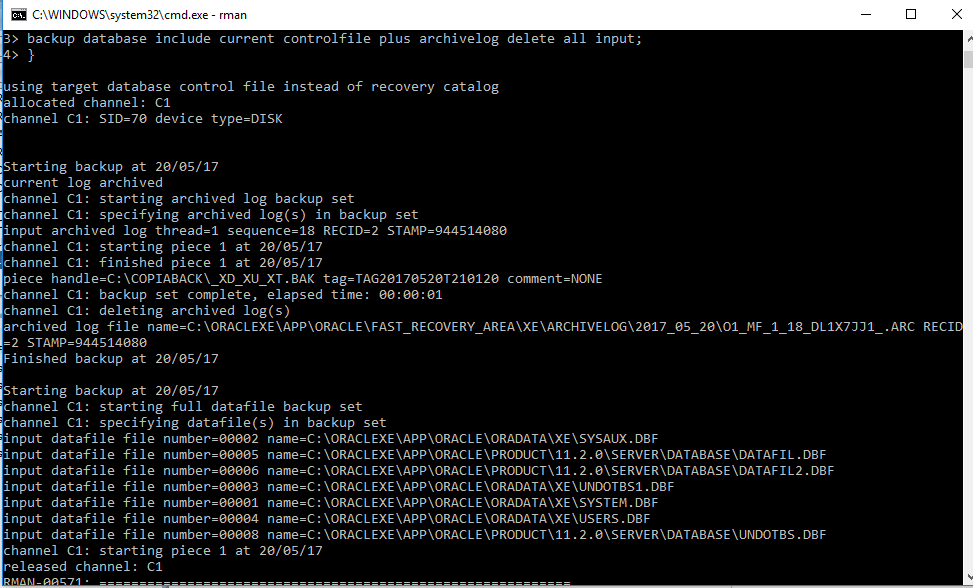 C:\WINDOWS\system32\cmd.exe - rman
3> backup database include current controlfile plus archivelog delete all input;
4> }
using target database control file instead of recovery catalog
allocated channel: C1
channel C1: SID=70 device type=DISK
Starting backup at 20/05/17
current log archived
channel C1: starting archived log backup set
channel C1: specifying archived log(s) in backup set
input archived log thread=1 sequence=18 RECID=2 STAMP=944514080
channel C1: starting piece 1 at 20/05/17
channel C1: finished piece 1 at 20/05/17
piece handle=C:\COPIABACK\_XD_XU_XT.BAK tag=TAG20170520T210120 comment=NONE
channel C1: backup set complete, elapsed time: 00:00:01
channel C1: deleting archived log(s)
archived log file name=C:\ORACLEXE\APP\ORACLE\FAST_RECOVERY_AREA\XE\ARCHIVELOG\2017_05_20\O1_MF_1_18_DL1X7JJ1_.ARC RECID
=2 STAMP=944514080
Finished backup at 20/05/17
Starting backup at 20/05/17
channel C1: starting full datafile backup set
channel C1: specifying datafile(s) in backup set
input datafile file number=00002 name=C:\ORACLEXE\APP\ORACLE\ORADATA\XE\SYSAUX.DBF
input datafile file number=00005 name=C:\ORACLEXE\APP\ORACLE\PRODUCT\11.2.0\SERVER\DATABASE\DATAFIL.DBF
input datafile file number=00006 name=C:\ORACLEXE\APP\ORACLE\PRODUCT\11.2.0\SERVER\DATABASE\DATAFIL2.DBF
input datafile file number=00003 name=C:\ORACLEXE\APP\ORACLE\ORADATA\XE\UNDOTBS1.DBF
input datafile file number=00001 name=C:\ORACLEXE\APP\ORACLE\ORADATA\XE\SYSTEM.DBF
input datafile file number=00004 name=C:\ORACLEXE\APP\ORACLE\ORADATA\XE\USERS.DBF
input datafile file number=00008 name=C:\ORACLEXE\APP\ORACLE\PRODUCT\11.2.0\SERVER\DATABASE\UNDOTBS.DBF
channel C1: starting piece 1 at 20/05/17
released channel: C1
RMAN-00571: ===========================================================